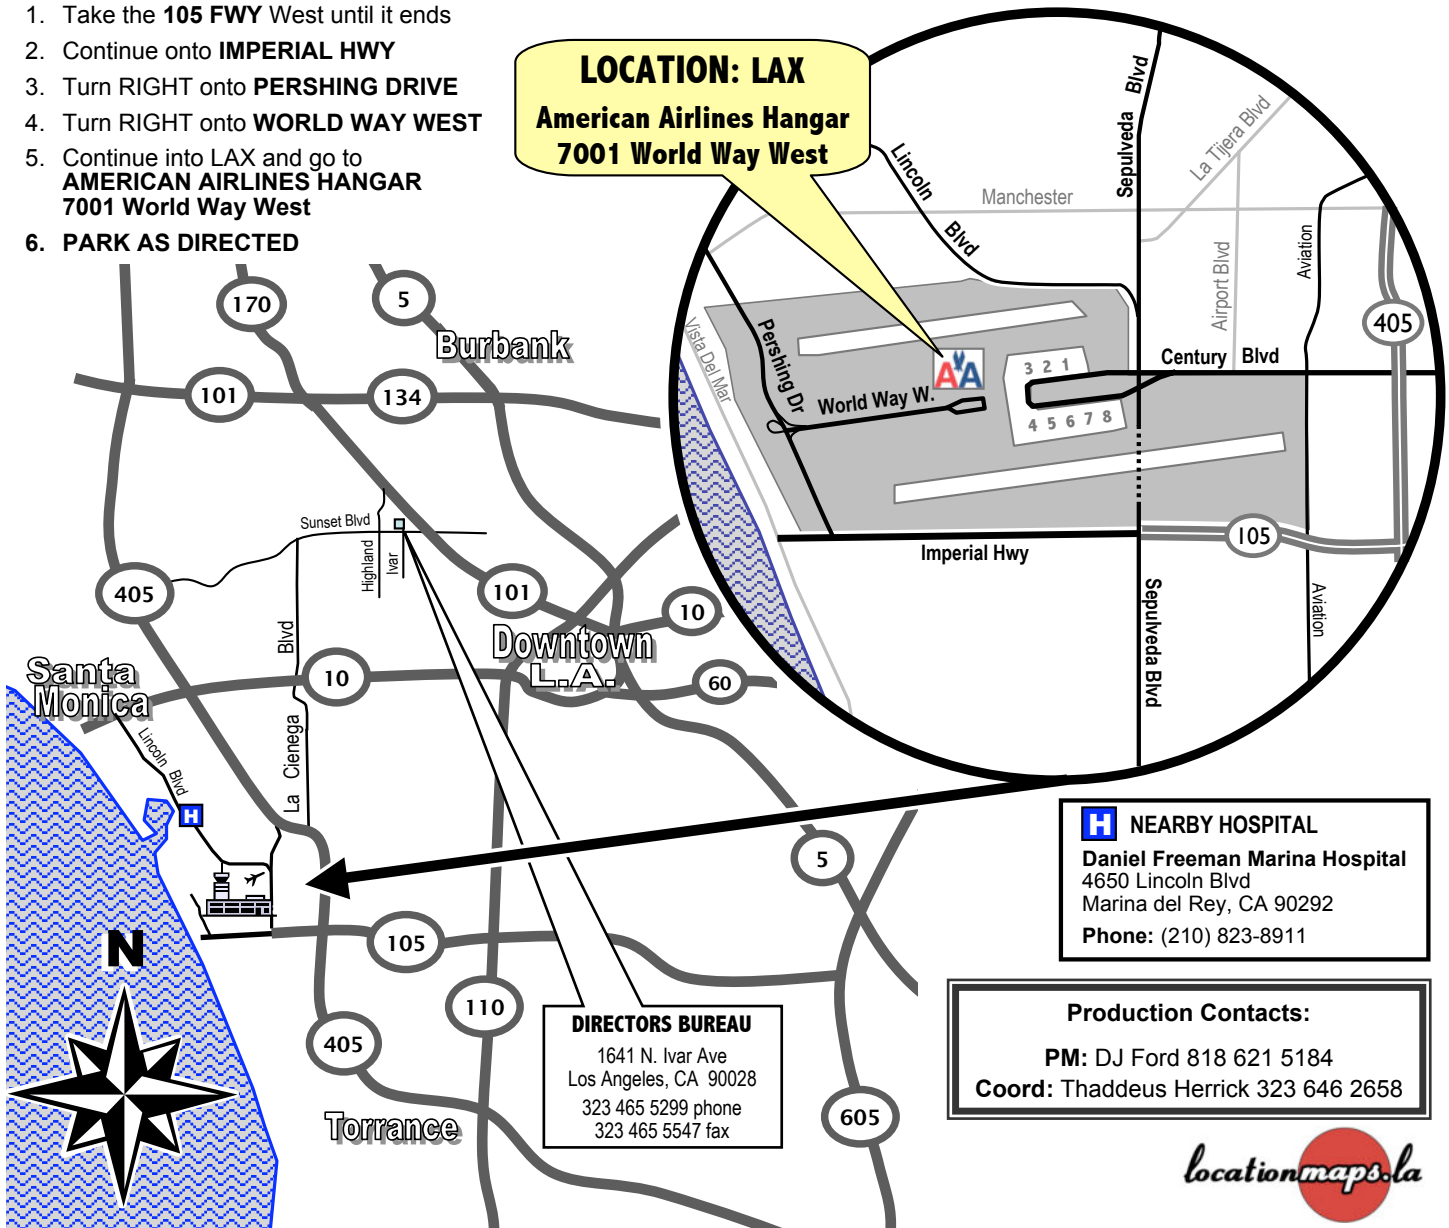 1. Take the 105 FWY West until it ends
2. Continue onto IMPERIAL HWY
3. Turn RIGHT onto PERSHING DRIVE
4. Turn RIGHT onto WORLD WAY WEST
5. Continue into LAX and go to
AMERICAN AIRLINES HANGAR
7001 World Way West
6. PARK AS DIRECTED
LOCATION: LAX
American Airlines Hangar
7001 World Way West
Lincoln Blvd
Sepulveda Blvd
La Tijera Blvd
Manchester
Airport Blvd
Aviation
405
Vista Del Mar
Pershing Dr
World Way W.
AA
3 2 1
4 5 6 7 8
Century Blvd
Imperial Hwy
105
Sepulveda Blvd
Aviation
170
5
Burbank
101
134
Sunset Blvd
Highland
Ivar
405
101
10
Downtown
L.A.
Santa
Monica
10
60
La Cienega Blvd
Lincoln Blvd
H
5
105
110
405
605
Torrance
N
DIRECTORS BUREAU
1641 N. Ivar Ave
Los Angeles, CA 90028
323 465 5299 phone
323 465 5547 fax
H NEARBY HOSPITAL
Daniel Freeman Marina Hospital
4650 Lincoln Blvd
Marina del Rey, CA 90292
Phone: (210) 823-8911
Production Contacts:
PM: DJ Ford 818 621 5184
Coord: Thaddeus Herrick 323 646 2658
locationmaps.la